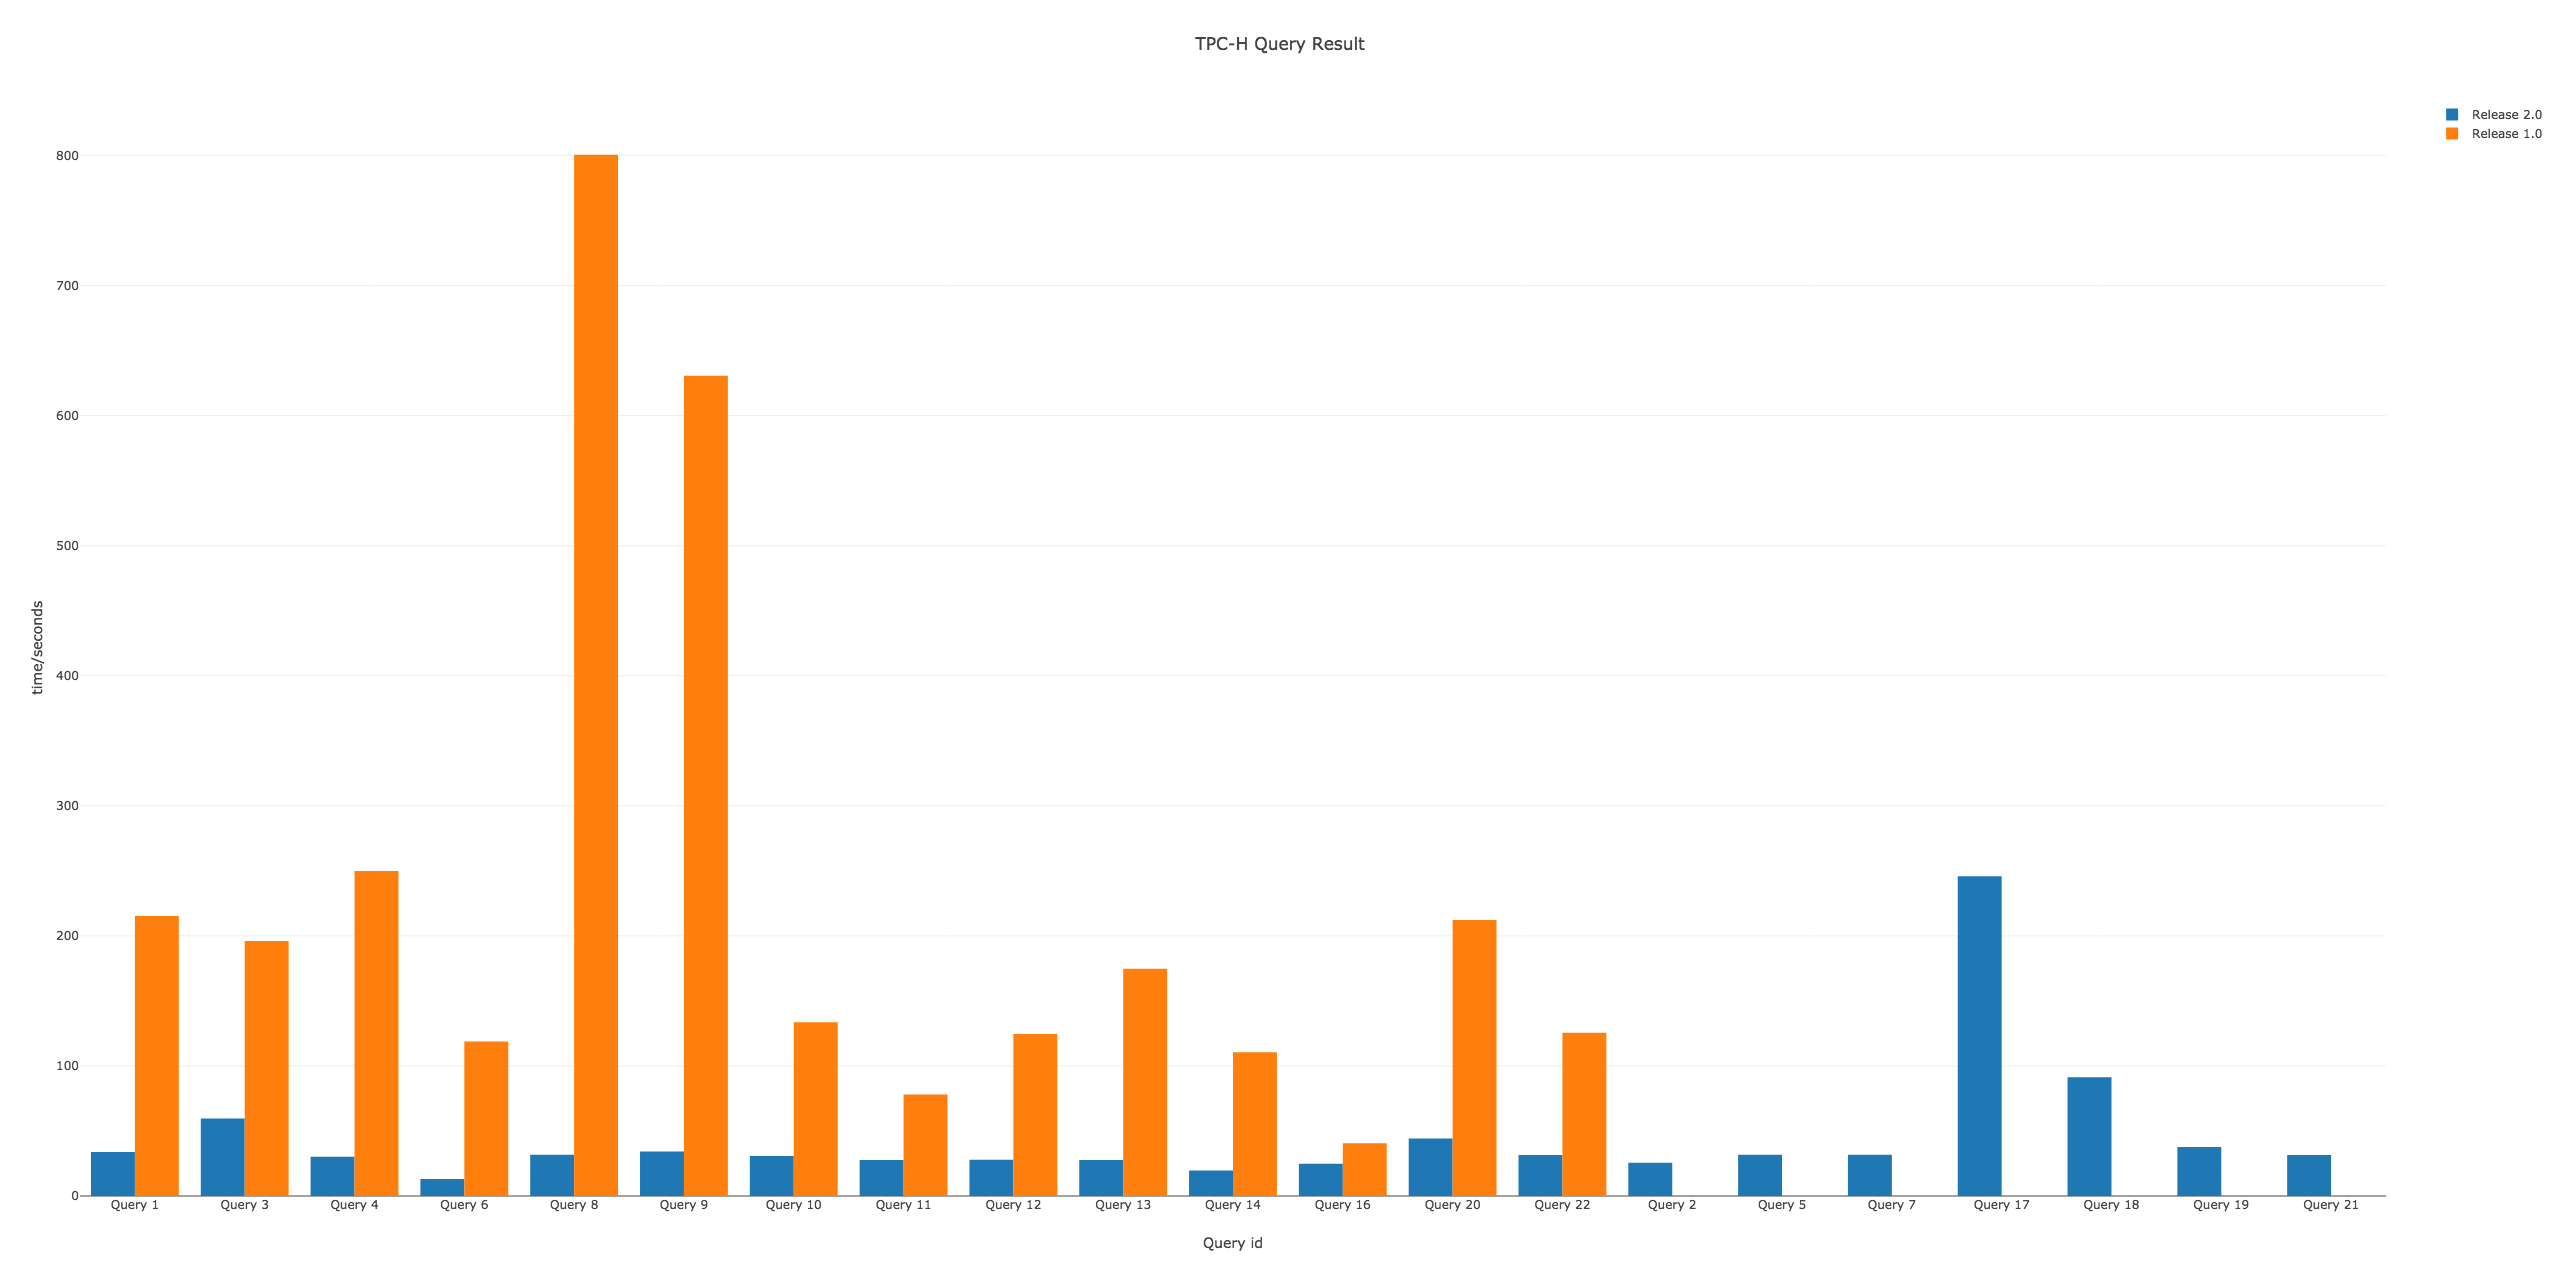 TPC-H Query Result
Release 2.0
Release 1.0
800
700
600
500
400
300
200
100
0
time/seconds
Query 1 Query 3 Query 4 Query 6 Query 8 Query 9 Query 10 Query 11 Query 12 Query 13 Query 14 Query 16 Query 20 Query 22 Query 2 Query 5 Query 7 Query 17 Query 18 Query 19 Query 21
Query id